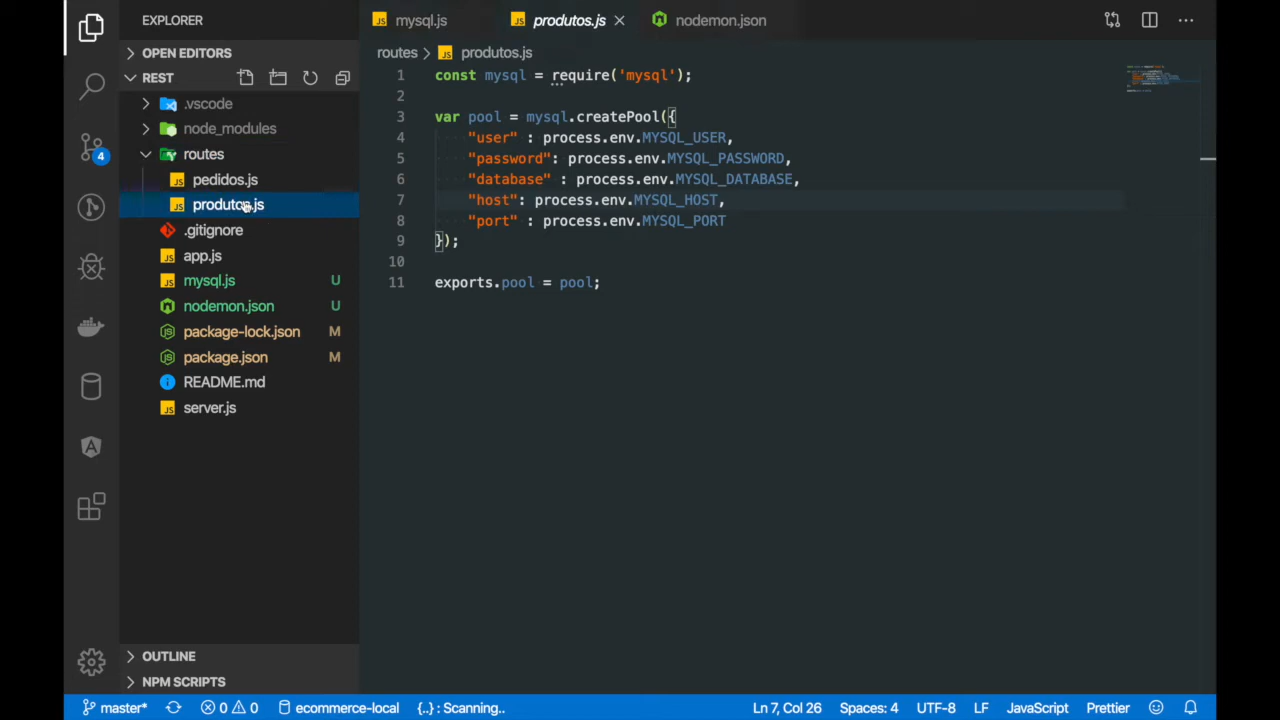 EXPLORER
OPEN EDITORS
REST
.vscode
node_modules
routes
pedidos.js
produtos.js
.gitignore
app.js
mysql.js U
nodemon.json U
package-lock.json M
package.json M
README.md
server.js
OUTLINE
NPM SCRIPTS
4
JS mysql.js
JS produtos.js
nodemon.json
routes > JS produtos.js
1 const mysql = require('mysql');
2
3 var pool = mysql.createPool({
4 "user" : process.env.MYSQL_USER,
5 "password": process.env.MYSQL_PASSWORD,
6 "database" : process.env.MYSQL_DATABASE,
7 "host": process.env.MYSQL_HOST,
8 "port" : process.env.MYSQL_PORT
9 });
10
11 exports.pool = pool;
master* 0 0 ecommerce-local {..} : Scanning.. Ln 7, Col 26 Spaces: 4 UTF-8 LF JavaScript Prettier